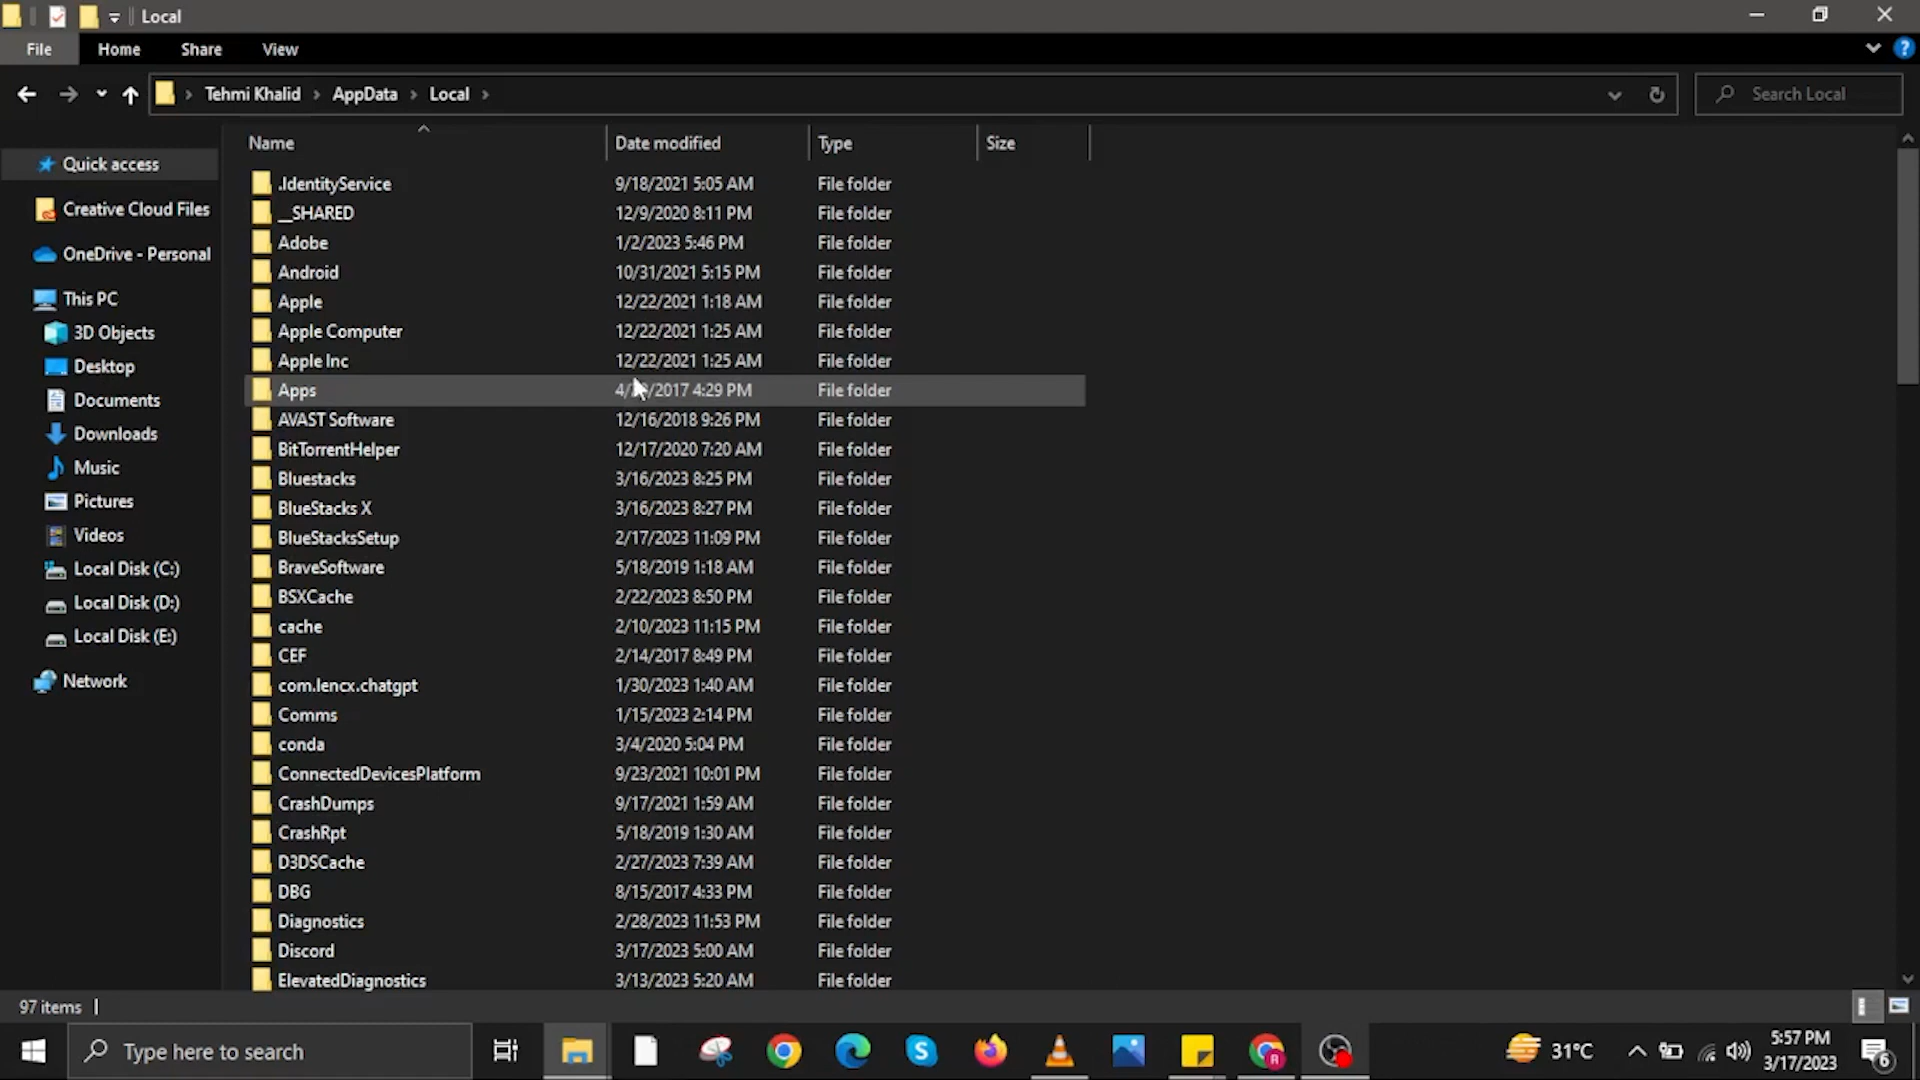 Local
File Home Share View
Tehmi Khalid AppData Local Search Local
Name Date modified Type Size
Quick access
Creative Cloud Files
OneDrive - Personal
This PC
3D Objects
Desktop
Documents
Downloads
Music
Pictures
Videos
Local Disk (C:)
Local Disk (D:)
Local Disk (E:)
Network
.IdentityService 9/18/2021 5:05 AM File folder
__SHARED 12/9/2020 8:11 PM File folder
Adobe 1/2/2023 5:46 PM File folder
Android 10/31/2021 5:15 PM File folder
Apple 12/22/2021 1:18 AM File folder
Apple Computer 12/22/2021 1:25 AM File folder
Apple Inc 12/22/2021 1:25 AM File folder
Apps 4:29 PM File folder
AVAST Software 12/16/2018 9:26 PM File folder
BitTorrentHelper 12/17/2020 7:20 AM File folder
Bluestacks 3/16/2023 8:25 PM File folder
BlueStacks X 3/16/2023 8:27 PM File folder
BlueStacksSetup 2/17/2023 11:09 PM File folder
BraveSoftware 5/18/2019 1:18 AM File folder
BSXCache 2/22/2023 8:50 PM File folder
cache 2/10/2023 11:15 PM File folder
CEF 2/14/2017 8:49 PM File folder
com.lencx.chatgpt 1/30/2023 1:40 AM File folder
Comms 1/15/2023 2:14 PM File folder
conda 3/4/2020 5:04 PM File folder
ConnectedDevicesPlatform 9/23/2021 10:01 PM File folder
CrashDumps 9/17/2021 1:59 AM File folder
CrashRpt 5/18/2019 1:30 AM File folder
D3DSCache 2/27/2023 7:39 AM File folder
DBG 8/15/2017 4:33 PM File folder
Diagnostics 2/28/2023 11:53 PM File folder
Discord 3/17/2023 5:00 AM File folder
ElevatedDiagnostics 3/13/2023 5:20 AM File folder
97 items
Type here to search
31°C
5:57 PM
3/17/2023
6